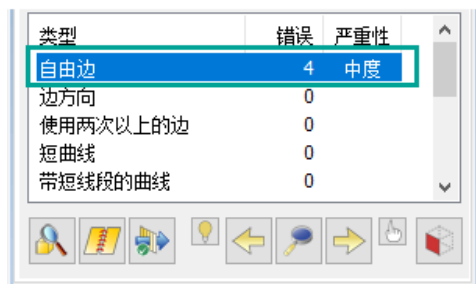 类型 错误 严重性
自由边 4 中度
边方向 0
使用两次以上的边 0
短曲线 0
带短线段的曲线 0